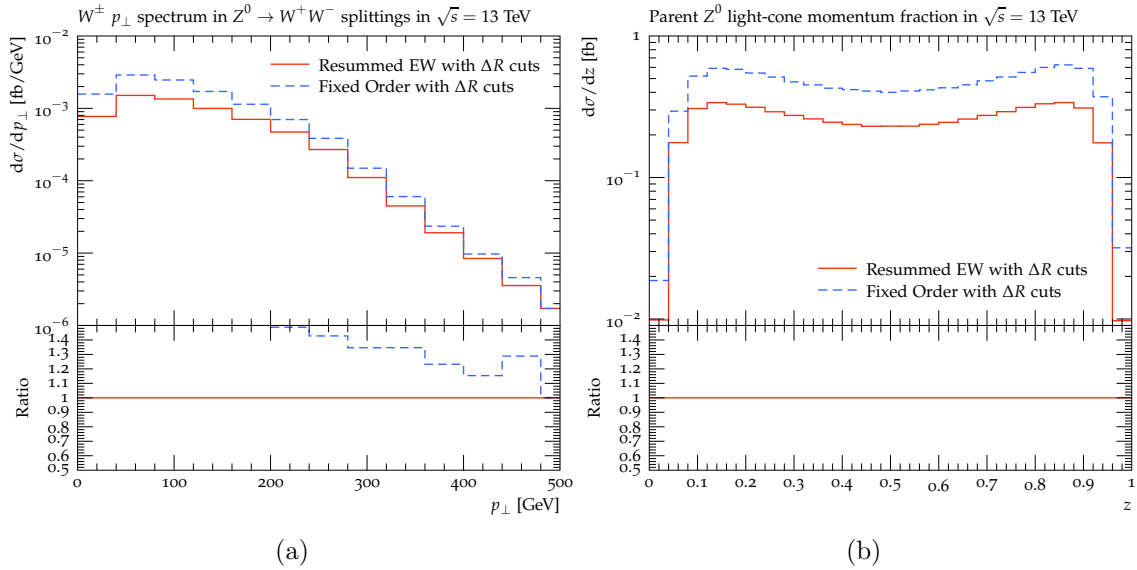 W± p⊥ spectrum in Z⁰ → W⁺W⁻ splittings in √s = 13 TeV
dσ/dp⊥ [fb/GeV]
10⁻²
10⁻³
10⁻⁴
10⁻⁵
10⁻⁶
Resummed EW with ΔR cuts
Fixed Order with ΔR cuts
Ratio
1.4
1.3
1.2
1.1
1
0.9
0.8
0.7
0.6
0.5
0 100 200 300 400 500
p⊥ [GeV]
(a)
Parent Z⁰ light-cone momentum fraction in √s = 13 TeV
dσ/dz [fb]
1
10⁻¹
10⁻²
Resummed EW with ΔR cuts
Fixed Order with ΔR cuts
Ratio
1.4
1.3
1.2
1.1
1
0.9
0.8
0.7
0.6
0.5
0 0.1 0.2 0.3 0.4 0.5 0.6 0.7 0.8 0.9 1
z
(b)